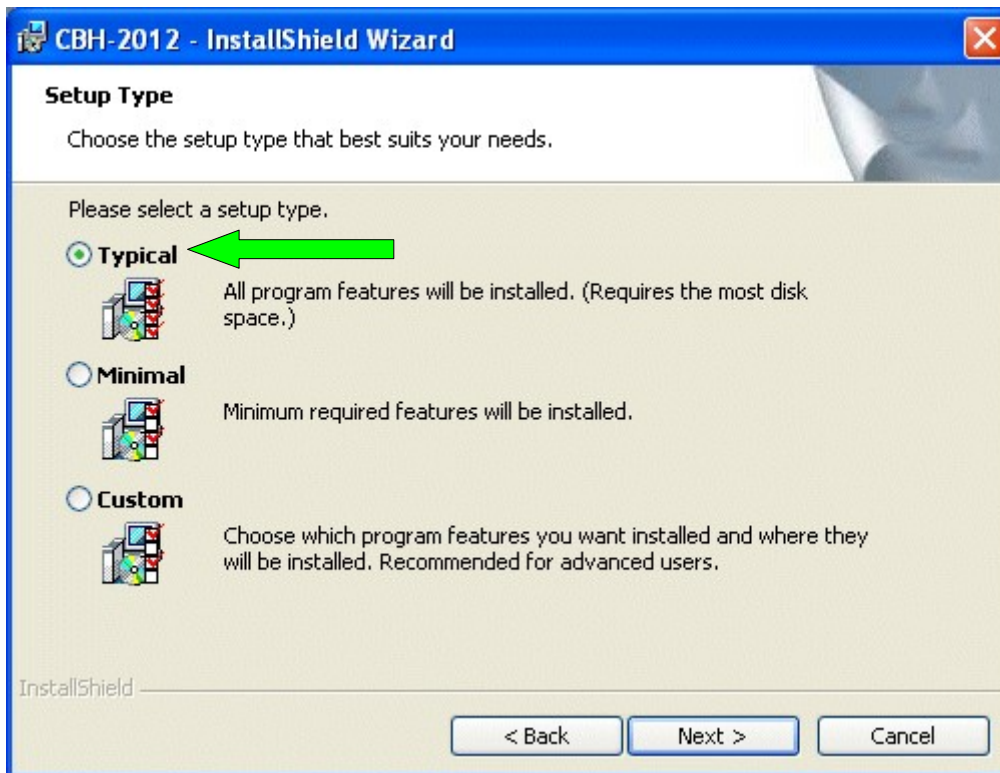 CBH-2012 - InstallShield Wizard
Setup Type
Choose the setup type that best suits your needs.
Please select a setup type.
Typical
All program features will be installed. (Requires the most disk
space.)
Minimal
Minimum required features will be installed.
Custom
Choose which program features you want installed and where they
will be installed. Recommended for advanced users.
InstallShield
< Back
Next >
Cancel